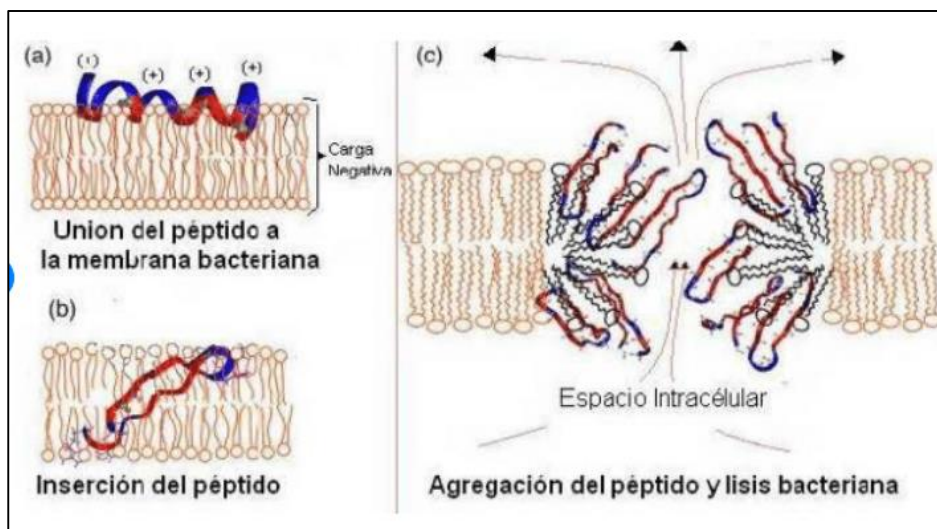 (a)
(+)
(+)
(+)
(+)
Carga
Negativa
Union del péptido a
la membrana bacteriana
(b)
Inserción del péptido
(c)
Espacio Intracélular
Agregación del péptido y lisis bacteriana